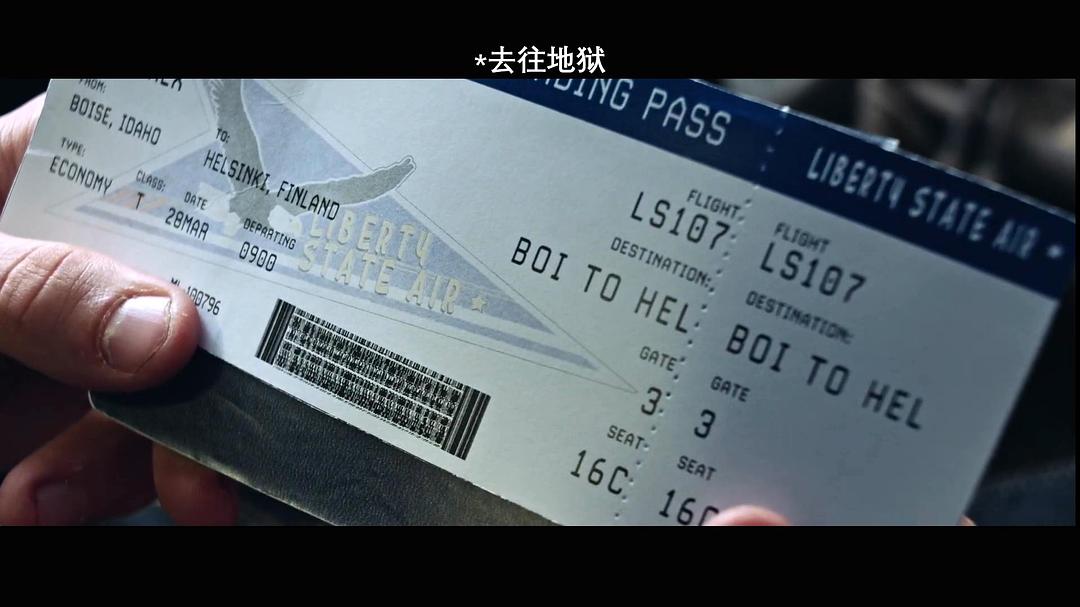 *去往地狱
BOARDING PASS
LIBERTY STATE AIR
FROM:
BOISE, IDAHO
TO:
HELSINKI, FINLAND
TYPE:
ECONOMY
CLASS:
T
DATE
28MAR
DEPARTING
0900
LIBERTY
STATE AIR
FLIGHT
LS107
DESTINATION:
BOI TO HEL
GATE
3
SEAT
16C
FLIGHT
LS107
DESTINATION:
BOI TO HEL
GATE
3
SEAT
16C